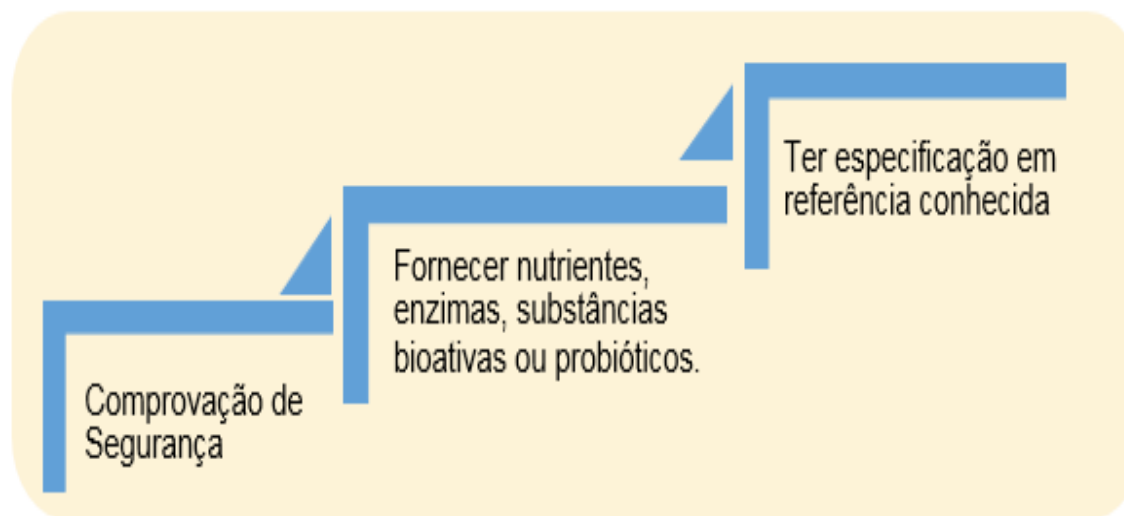 Comprovação de
Segurança
Fornecer nutrientes,
enzimas, substâncias
bioativas ou probióticos.
Ter especificação em
referência conhecida